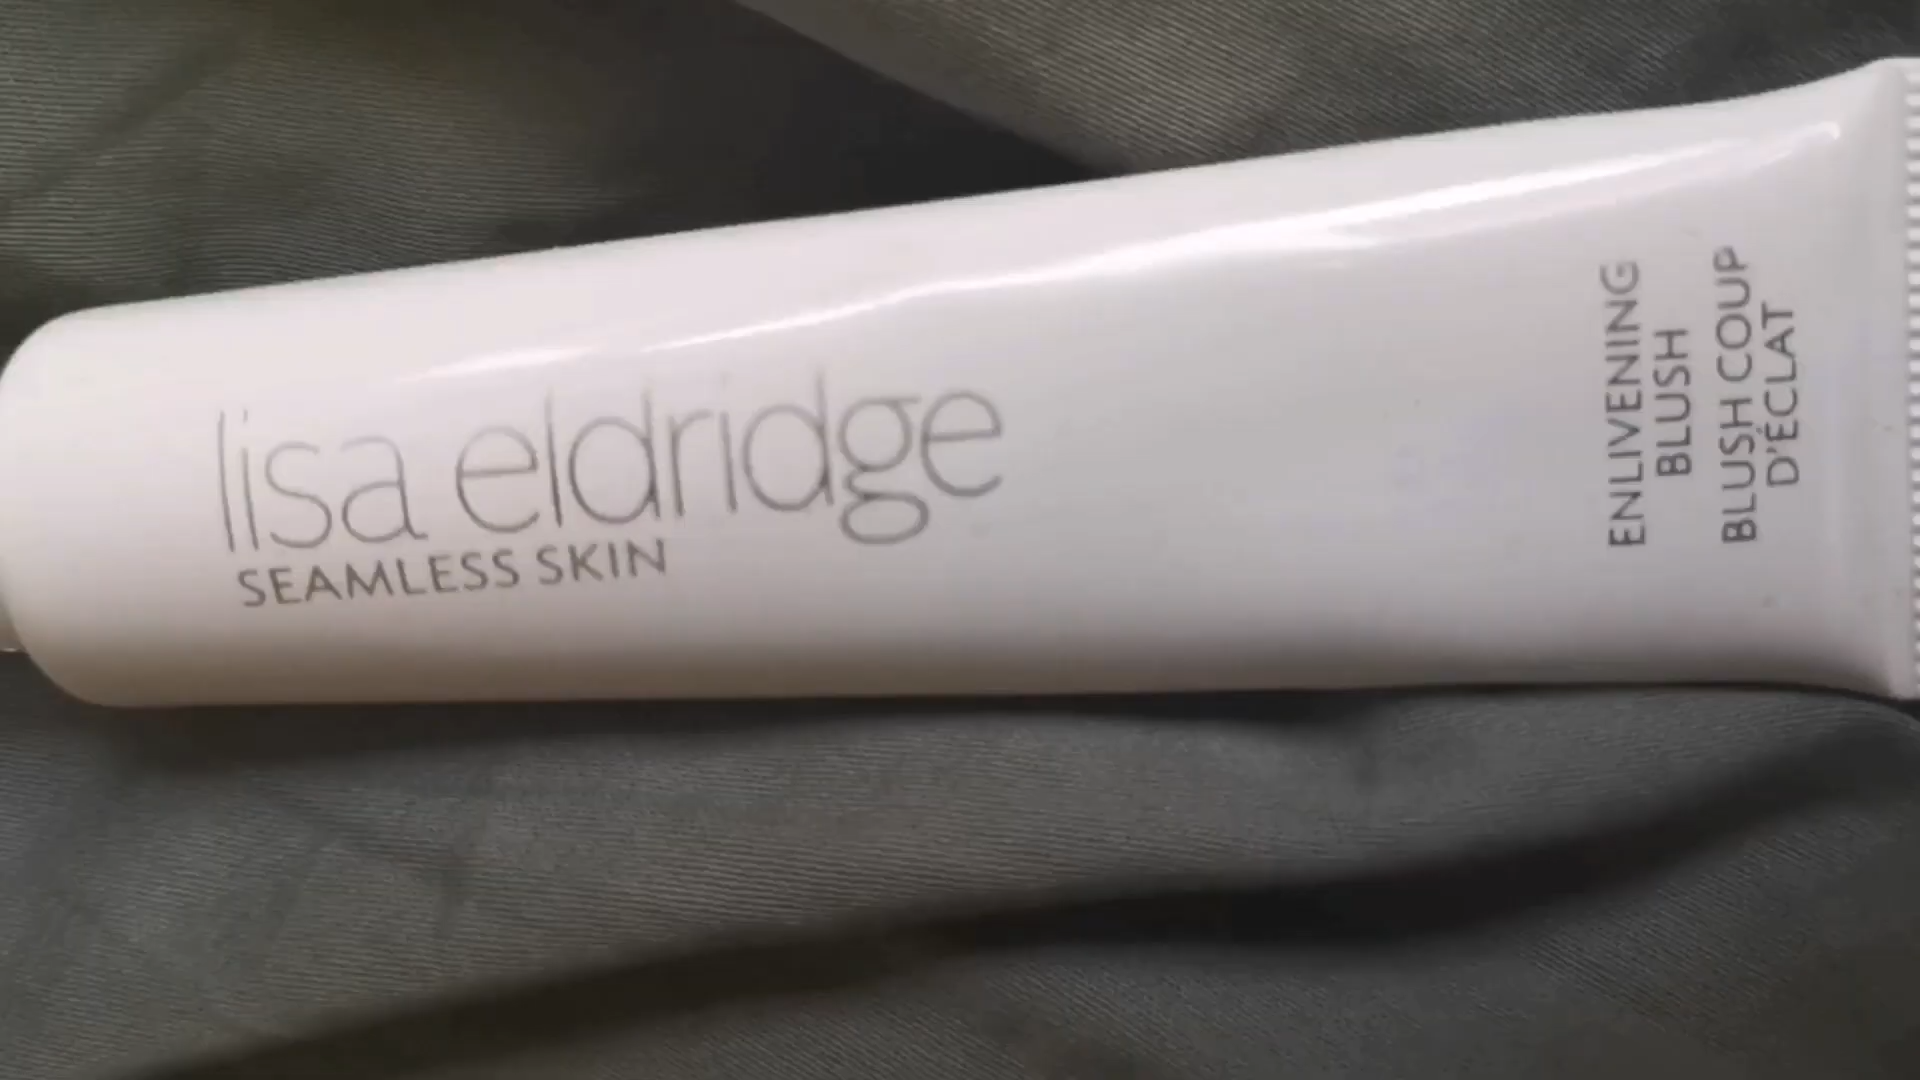 lisa eldridge
SEAMLESS SKIN
ENLIVENING
BLUSH
BLUSH COUP
D'ÉCLAT